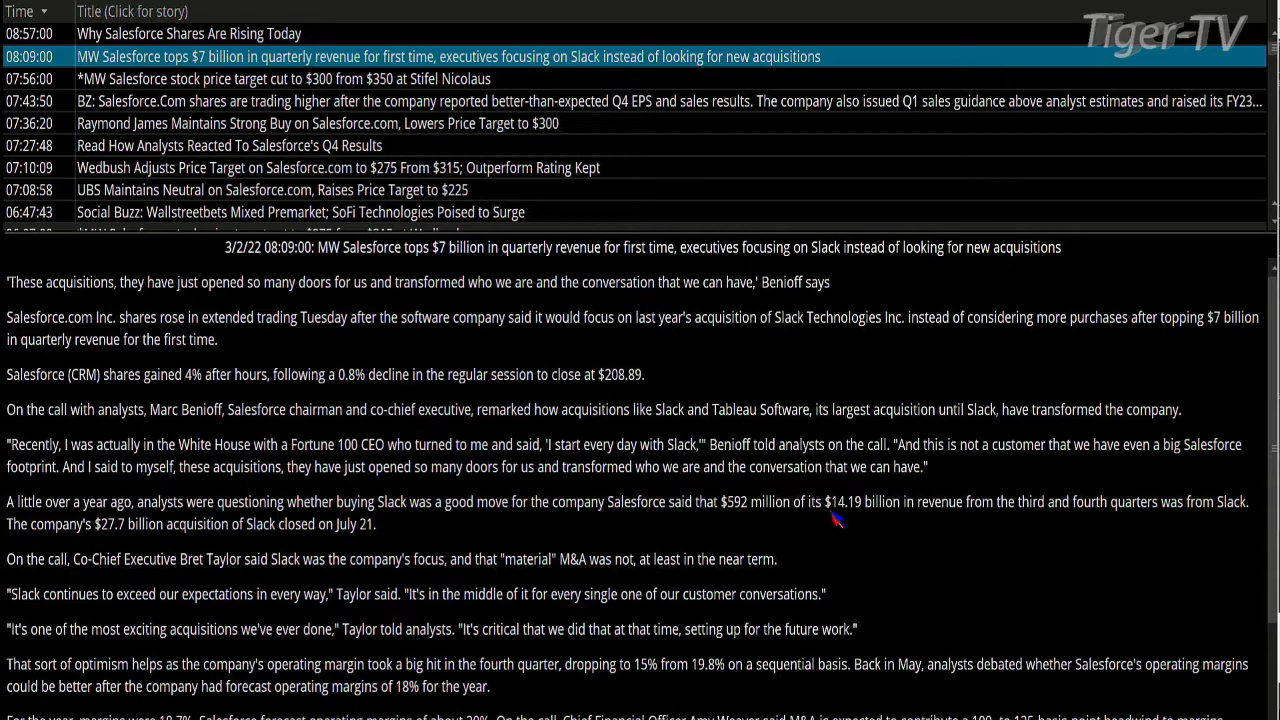 Time Title (Click for story)
Tiger-TV
08:57:00 Why Salesforce Shares Are Rising Today
08:09:00 MW Salesforce tops $7 billion in quarterly revenue for first time, executives focusing on Slack instead of looking for new acquisitions
07:56:00 *MW Salesforce stock price target cut to $300 from $350 at Stifel Nicolaus
07:43:50 BZ: Salesforce.Com shares are trading higher after the company reported better-than-expected Q4 EPS and sales results. The company also issued Q1 sales guidance above analyst estimates and raised its FY23...
07:36:20 Raymond James Maintains Strong Buy on Salesforce.com, Lowers Price Target to $300
07:27:48 Read How Analysts Reacted To Salesforce's Q4 Results
07:10:09 Wedbush Adjusts Price Target on Salesforce.com to $275 From $315; Outperform Rating Kept
07:08:58 UBS Maintains Neutral on Salesforce.com, Raises Price Target to $225
06:47:43 Social Buzz: Wallstreetbets Mixed Premarket; SoFi Technologies Poised to Surge
3/2/22 08:09:00: MW Salesforce tops $7 billion in quarterly revenue for first time, executives focusing on Slack instead of looking for new acquisitions
'These acquisitions, they have just opened so many doors for us and transformed who we are and the conversation that we can have,' Benioff says
Salesforce.com Inc. shares rose in extended trading Tuesday after the software company said it would focus on last year's acquisition of Slack Technologies Inc. instead of considering more purchases after topping $7 billion
in quarterly revenue for the first time.
Salesforce (CRM) shares gained 4% after hours, following a 0.8% decline in the regular session to close at $208.89.
On the call with analysts, Marc Benioff, Salesforce chairman and co-chief executive, remarked how acquisitions like Slack and Tableau Software, its largest acquisition until Slack, have transformed the company.
"Recently, I was actually in the White House with a Fortune 100 CEO who turned to me and said, 'I start every day with Slack,'" Benioff told analysts on the call. "And this is not a customer that we have even a big Salesforce
footprint. And I said to myself, these acquisitions, they have just opened so many doors for us and transformed who we are and the conversation that we can have."
A little over a year ago, analysts were questioning whether buying Slack was a good move for the company Salesforce said that $592 million of its $14.19 billion in revenue from the third and fourth quarters was from Slack.
The company's $27.7 billion acquisition of Slack closed on July 21.
On the call, Co-Chief Executive Bret Taylor said Slack was the company's focus, and that "material" M&A was not, at least in the near term.
"Slack continues to exceed our expectations in every way," Taylor said. "It's in the middle of it for every single one of our customer conversations."
"It's one of the most exciting acquisitions we've ever done," Taylor told analysts. "It's critical that we did that at that time, setting up for the future work."
That sort of optimism helps as the company's operating margin took a big hit in the fourth quarter, dropping to 15% from 19.8% on a sequential basis. Back in May, analysts debated whether Salesforce's operating margins
could be better after the company had forecast operating margins of 18% for the year.